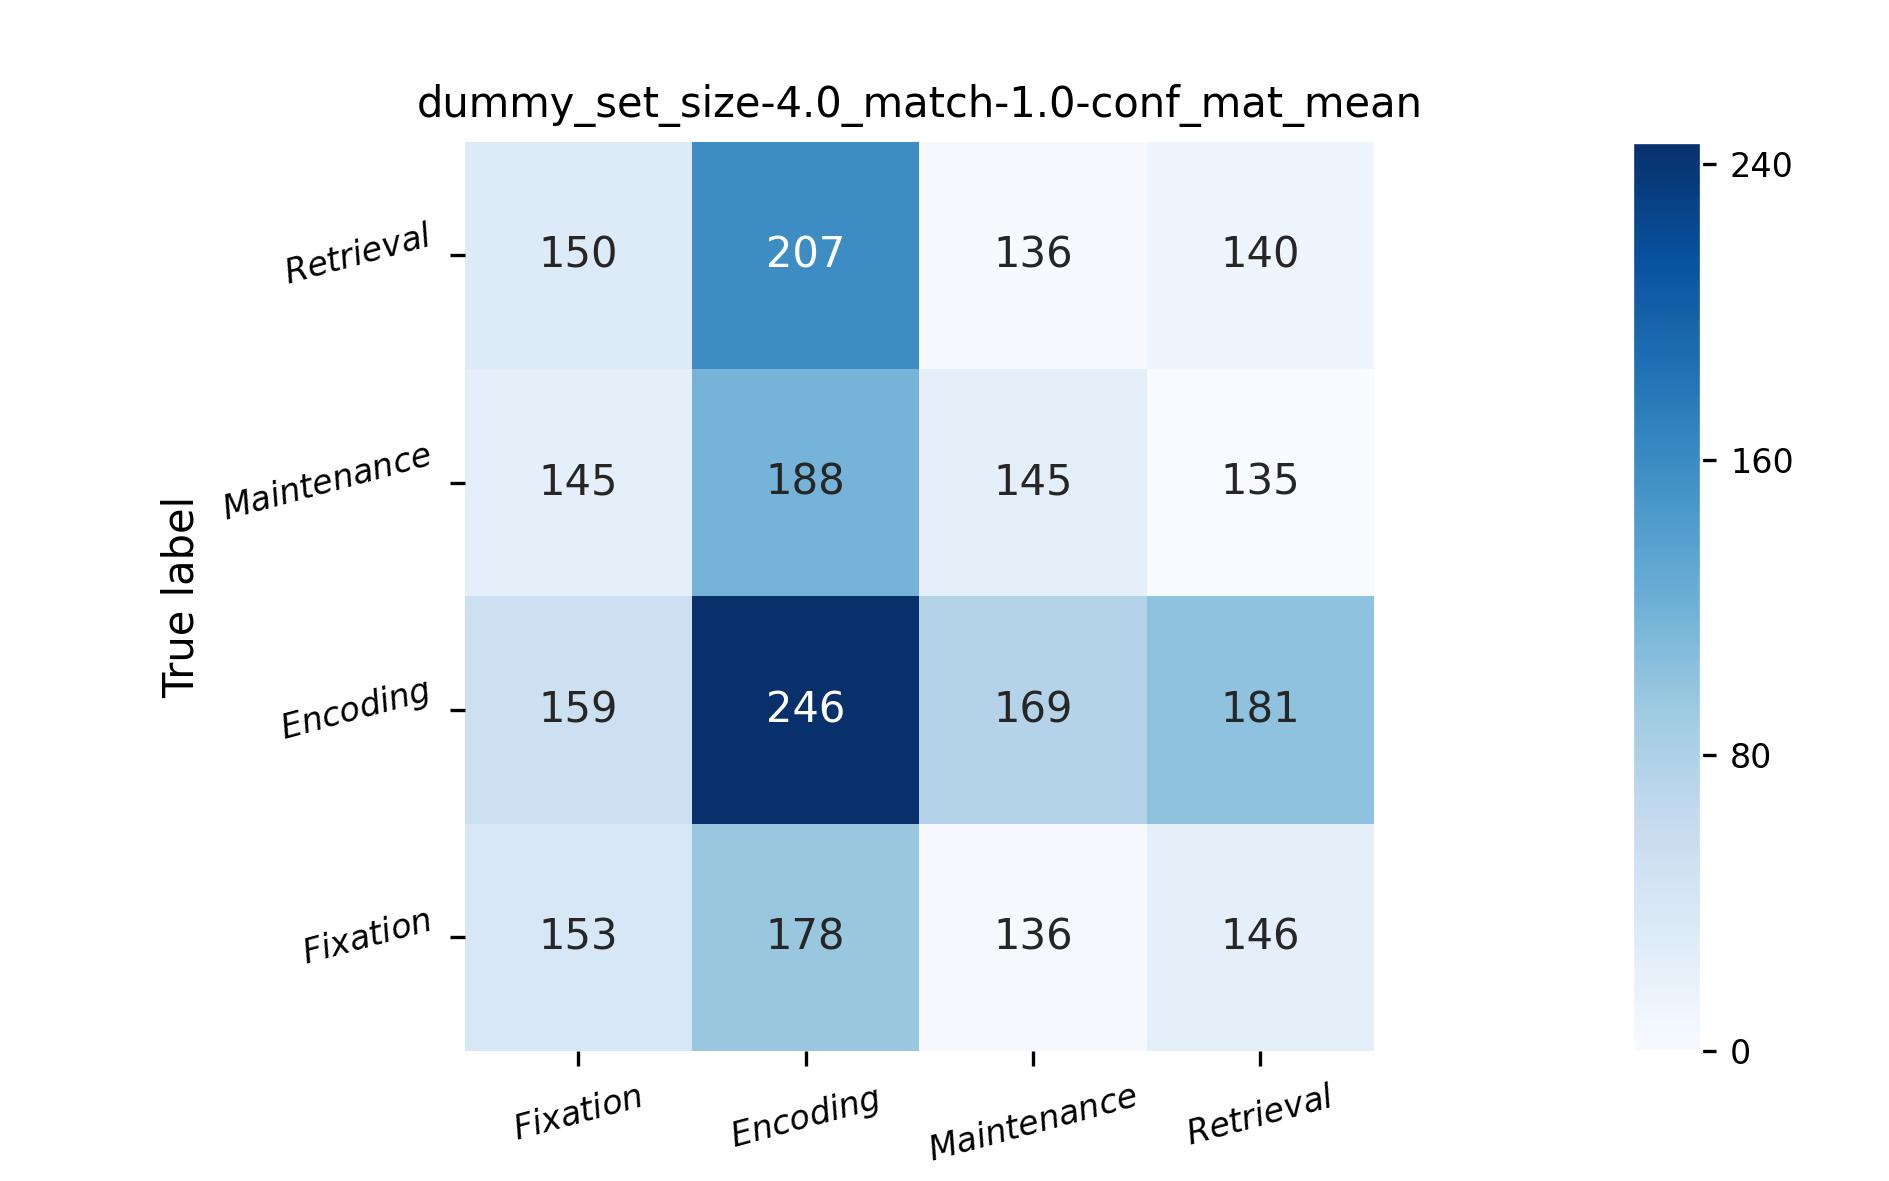 dummy_set_size-4.0_match-1.0-conf_mat_mean
True label
Retrieval 150 207 136 140
Maintenance 145 188 145 135
Encoding 159 246 169 181
Fixation 153 178 136 146
Fixation Encoding Maintenance Retrieval
240
160
80
0